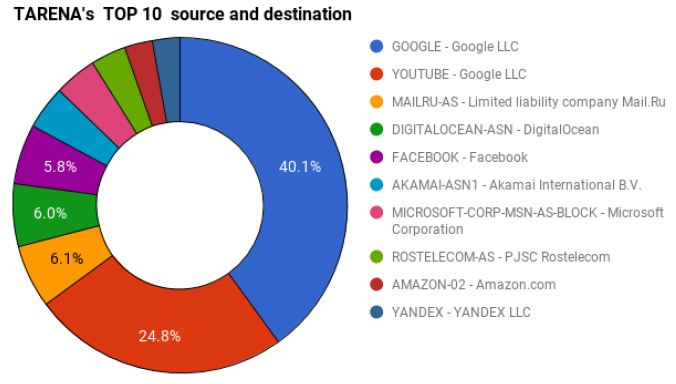 TARENA's TOP 10 source and destination
40.1%
24.8%
6.1%
6.0%
5.8%
GOOGLE - Google LLC
YOUTUBE - Google LLC
MAILRU-AS - Limited liability company Mail.Ru
DIGITALOCEAN-ASN - DigitalOcean
FACEBOOK - Facebook
AKAMAI-ASN1 - Akamai International B.V.
MICROSOFT-CORP-MSN-AS-BLOCK - Microsoft
Corporation
ROSTELECOM-AS - PJSC Rostelecom
AMAZON-02 - Amazon.com
YANDEX - YANDEX LLC